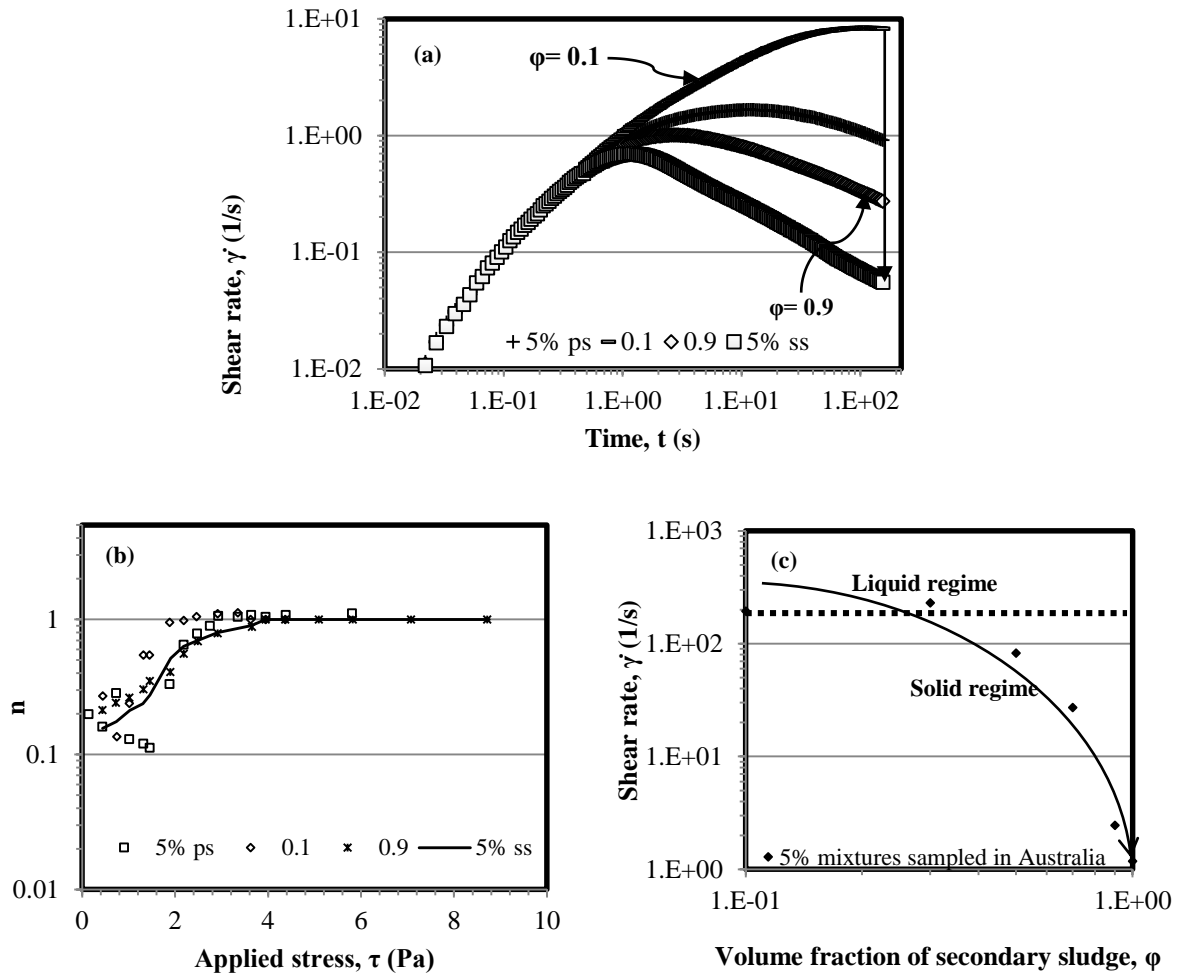 (a)
φ= 0.1
φ= 0.9
1.E+01
1.E+00
1.E-01
1.E-02
Shear rate, γ̇ (1/s)
5% ps 0.1 0.9 5% ss
1.E-02 1.E-01 1.E+00 1.E+01 1.E+02
Time, t (s)
(b)
1
0.1
0.01
n
5% ps 0.1 0.9 5% ss
0 2 4 6 8 10
Applied stress, τ (Pa)
(c)
1.E+03
1.E+02
1.E+01
1.E+00
Shear rate, γ̇ (1/s)
Liquid regime
Solid regime
5% mixtures sampled in Australia
1.E-01 1.E+00
Volume fraction of secondary sludge, φ